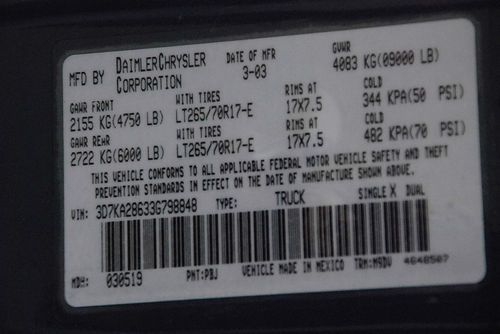 MFD BY DAIMLERCHRYSLER CORPORATION DATE OF MFR 3-03 GVWR 4083 KG(09000 LB)
GAWR FRONT WITH TIRES RIMS AT COLD
2155 KG(4750 LB) LT265/70R17-E 17X7.5 344 KPA(50 PSI)
GAWR REAR WITH TIRES RIMS AT COLD
2722 KG(6000 LB) LT265/70R17-E 17X7.5 482 KPA(70 PSI)
THIS VEHICLE CONFORMS TO ALL APPLICABLE FEDERAL MOTOR VEHICLE SAFETY AND THEFT
PREVENTION STANDARDS IN EFFECT ON THE DATE OF MANUFACTURE SHOWN ABOVE.
VIN: 3D7KA28633G798848 TYPE: TRUCK SINGLE X DUAL
MDH: 030519 PNT:PBJ VEHICLE MADE IN MEXICO TRM:M9DV 4648507